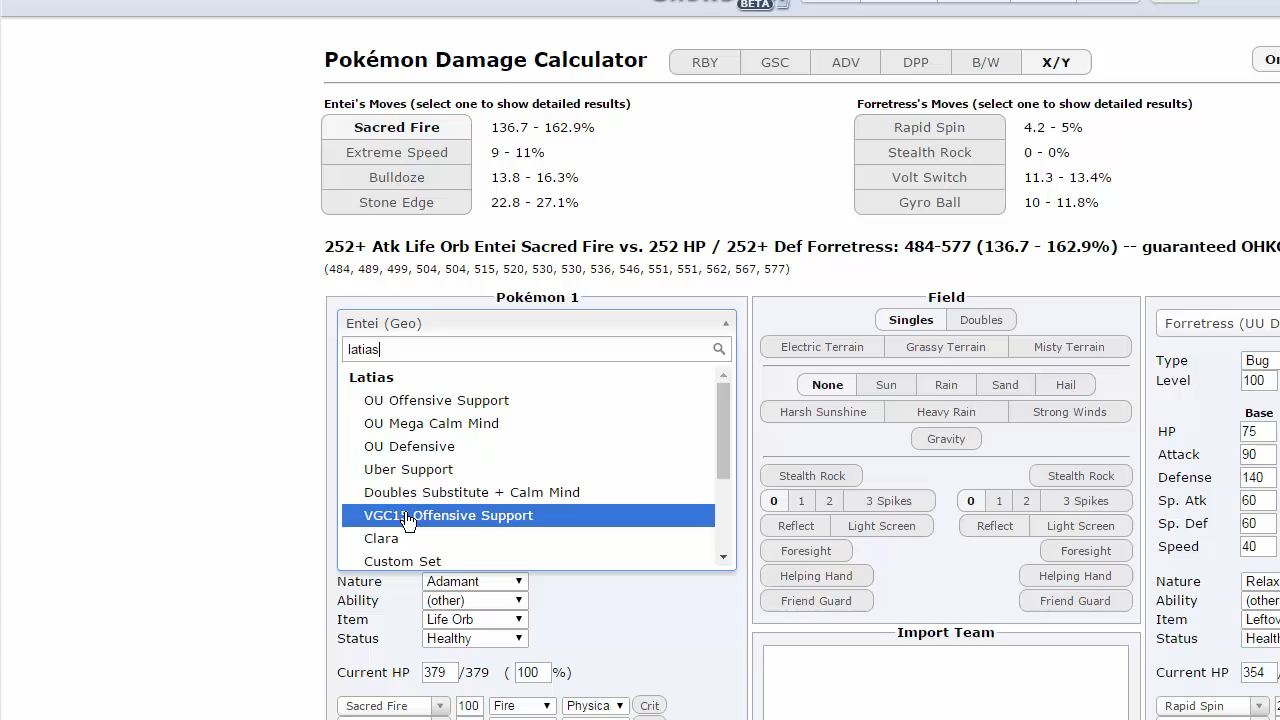 BETA
Pokémon Damage Calculator RBY GSC ADV DPP B/W X/Y
Entei's Moves (select one to show detailed results) Forretress's Moves (select one to show detailed results)
Sacred Fire 136.7 - 162.9% Rapid Spin 4.2 - 5%
Extreme Speed 9 - 11% Stealth Rock 0 - 0%
Bulldoze 13.8 - 16.3% Volt Switch 11.3 - 13.4%
Stone Edge 22.8 - 27.1% Gyro Ball 10 - 11.8%
252+ Atk Life Orb Entei Sacred Fire vs. 252 HP / 252+ Def Forretress: 484-577 (136.7 - 162.9%) -- guaranteed OHKO
(484, 489, 499, 504, 504, 515, 520, 530, 530, 536, 546, 551, 551, 562, 567, 577)
Pokémon 1
Entei (Geo)
latias
Latias
OU Offensive Support
OU Mega Calm Mind
OU Defensive
Uber Support
Doubles Substitute + Calm Mind
VGC15 Offensive Support
Clara
Custom Set
Nature Adamant
Ability (other)
Item Life Orb
Status Healthy
Current HP 379 /379 ( 100 %)
Sacred Fire 100 Fire Physica Crit
Field
Singles Doubles
Electric Terrain Grassy Terrain Misty Terrain
None Sun Rain Sand Hail
Harsh Sunshine Heavy Rain Strong Winds
Gravity
Stealth Rock Stealth Rock
0 1 2 3 Spikes 0 1 2 3 Spikes
Reflect Light Screen Reflect Light Screen
Foresight Foresight
Helping Hand Helping Hand
Friend Guard Friend Guard
Import Team
Forretress (UU D
Type Bug
Level 100
Base
HP 75
Attack 90
Defense 140
Sp. Atk 60
Sp. Def 60
Speed 40
Nature Relax
Ability (other
Item Leftov
Status Health
Current HP 354
Rapid Spin